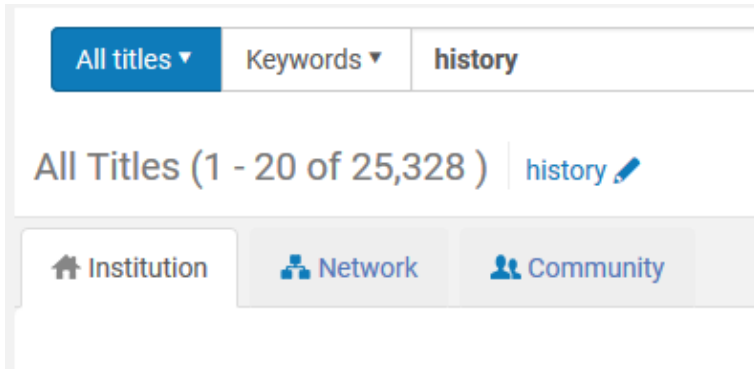 All titles ▼ Keywords ▼ history
All Titles (1 - 20 of 25,328 ) history
Institution Network Community